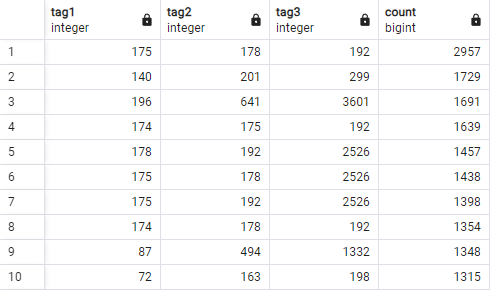 tag1 tag2 tag3 count
integer integer integer bigint
1 175 178 192 2957
2 140 201 299 1729
3 196 641 3601 1691
4 174 175 192 1639
5 178 192 2526 1457
6 175 178 2526 1438
7 175 192 2526 1398
8 174 178 192 1354
9 87 494 1332 1348
10 72 163 198 1315